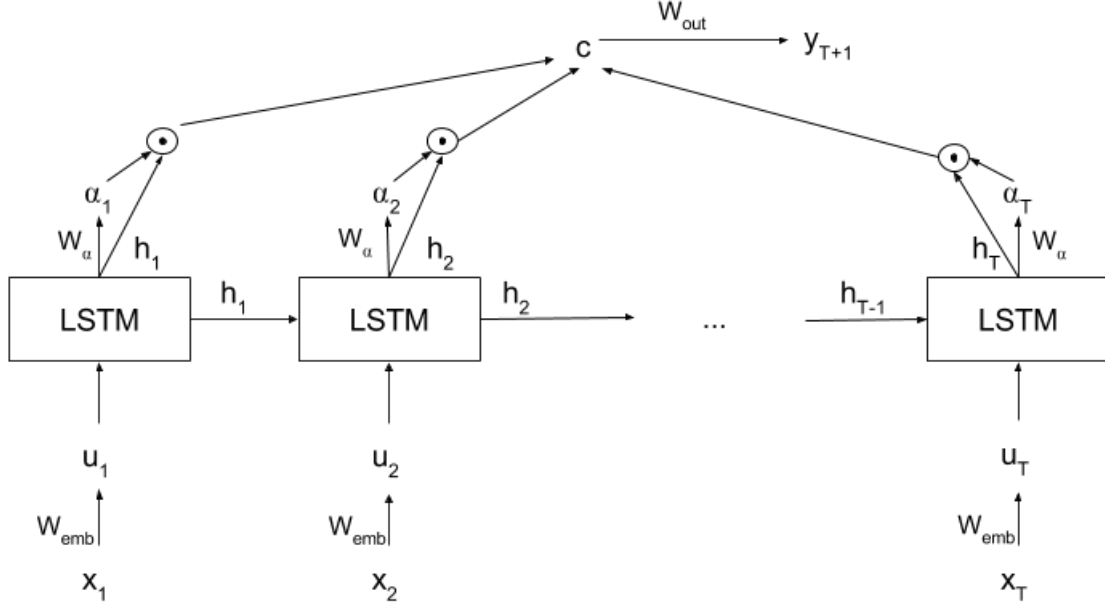 W_out
c y_T+1
α_1 α_2 α_T
W_α h_1 W_α h_2 h_T W_α
LSTM h_1 LSTM h_2 ... h_T-1 LSTM
u_1 u_2 u_T
W_emb W_emb W_emb
x_1 x_2 x_T